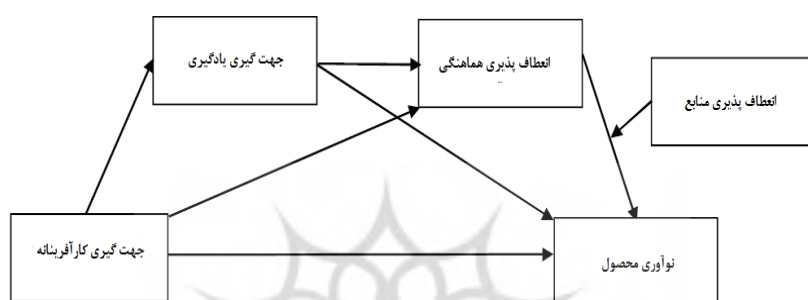 جهت گیری یادگیری
انعطاف پذیری هماهنگی
انعطاف پذیری منابع
جهت گیری کارآفرینانه
نوآوری محصول